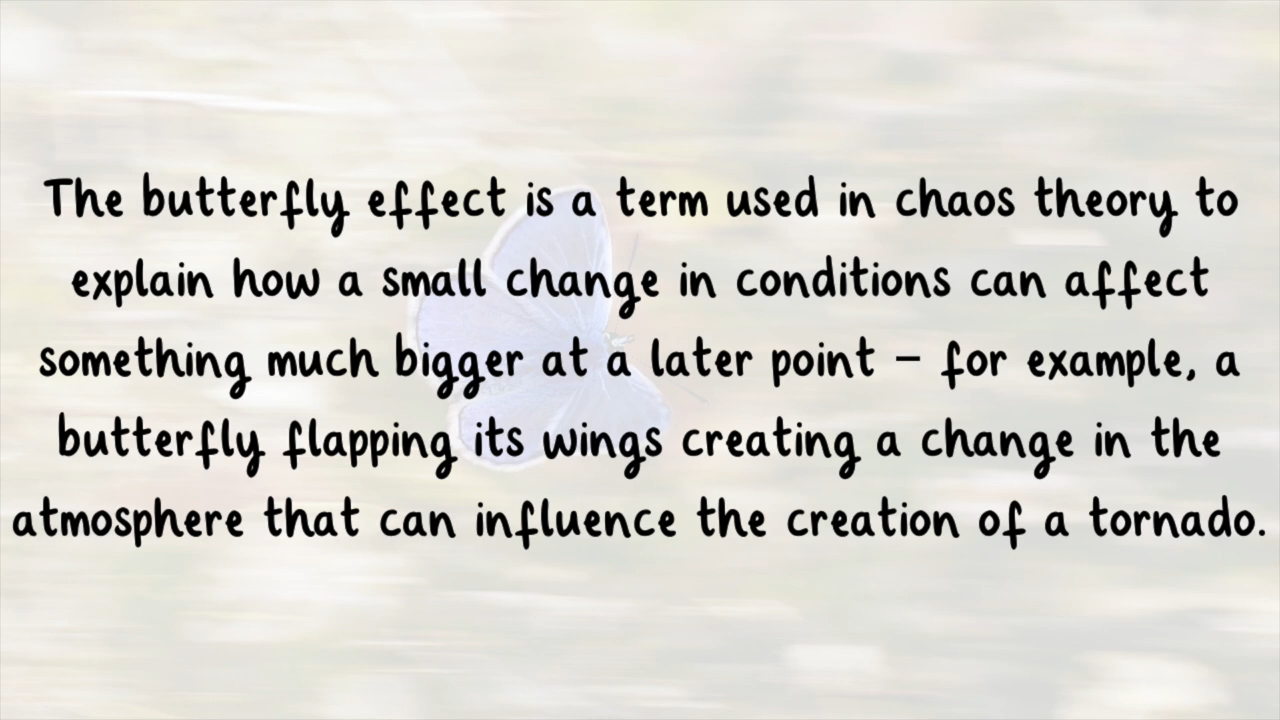 The butterfly effect is a term used in chaos theory to
explain how a small change in conditions can affect
something much bigger at a later point – for example, a
butterfly flapping its wings creating a change in the
atmosphere that can influence the creation of a tornado.